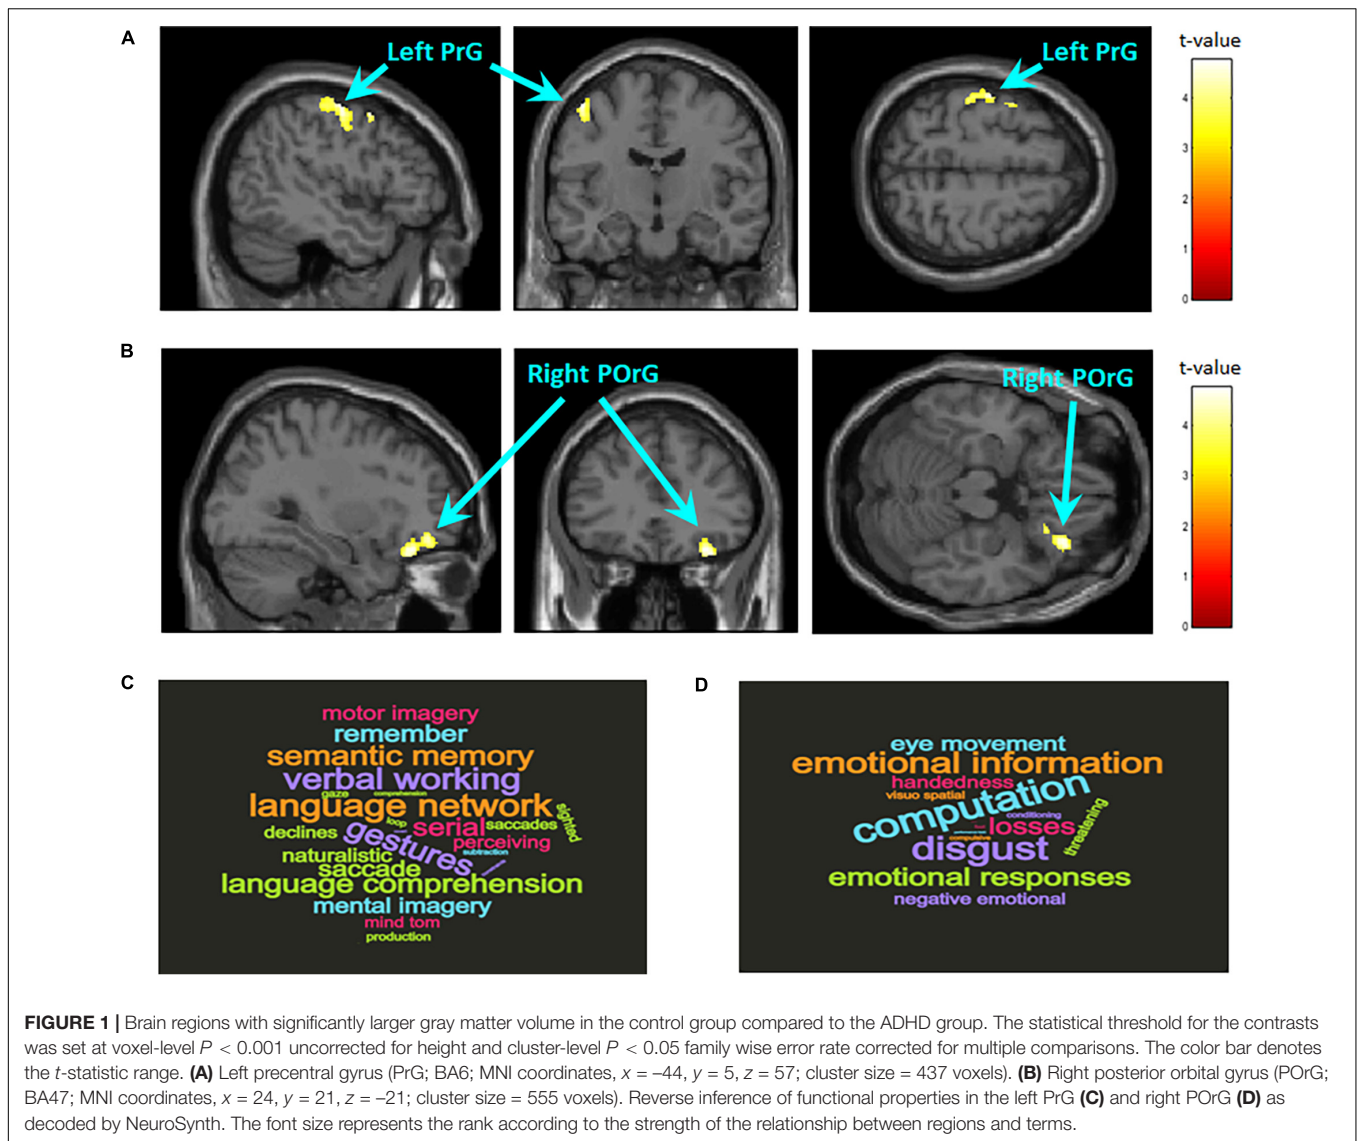 A
Left PrG
Left PrG
t-value
4
3
2
1
0
B
Right POrG
Right POrG
t-value
4
3
2
1
0
C
motor imagery
remember
semantic memory
verbal working
gaze
comprehension
language network
sighted
loop
declines
gestures
serial
saccades
perceiving
subtraction
naturalistic
saccade
language comprehension
mental imagery
mind tom
production
D
eye movement
emotional information
handedness
visuo spatial
computation
conditioning
threatening
losses
compulsive
disgust
emotional responses
negative emotional
FIGURE 1 | Brain regions with significantly larger gray matter volume in the control group compared to the ADHD group. The statistical threshold for the contrasts
was set at voxel-level P < 0.001 uncorrected for height and cluster-level P < 0.05 family wise error rate corrected for multiple comparisons. The color bar denotes
the t-statistic range. (A) Left precentral gyrus (PrG; BA6; MNI coordinates, x = –44, y = 5, z = 57; cluster size = 437 voxels). (B) Right posterior orbital gyrus (POrG;
BA47; MNI coordinates, x = 24, y = 21, z = –21; cluster size = 555 voxels). Reverse inference of functional properties in the left PrG (C) and right POrG (D) as
decoded by NeuroSynth. The font size represents the rank according to the strength of the relationship between regions and terms.